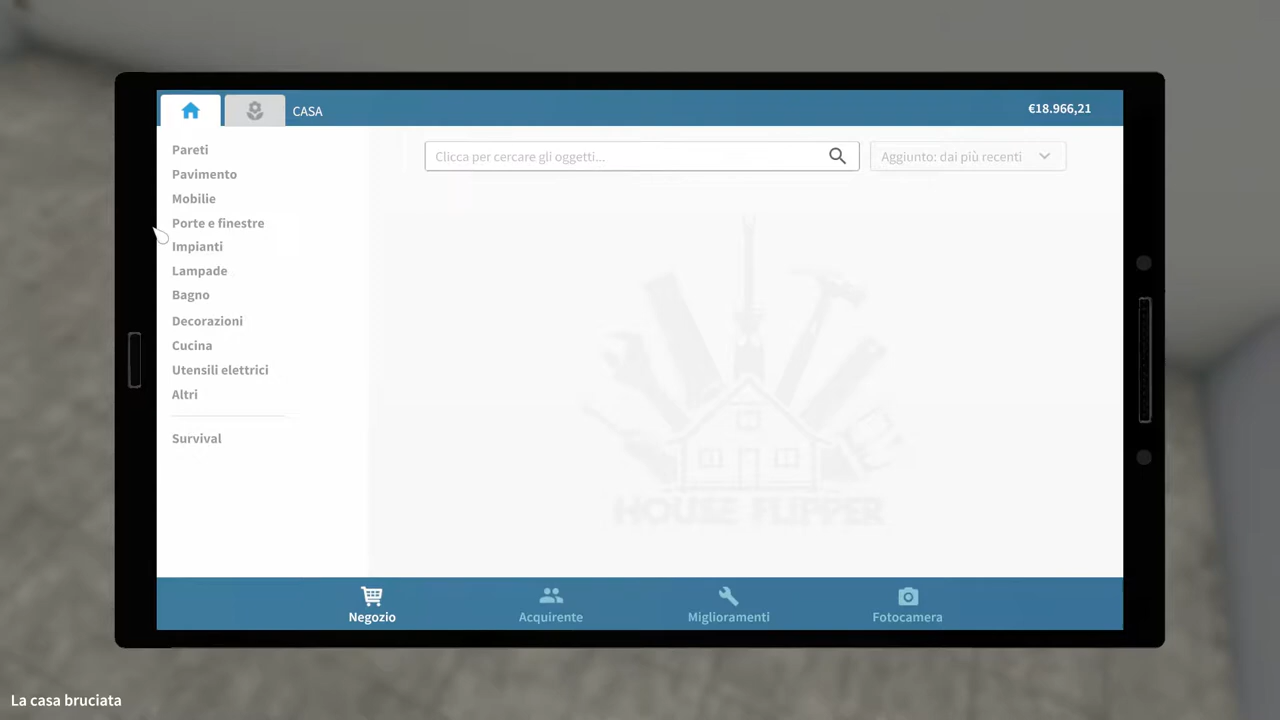 CASA
€18.966,21
Pareti
Pavimento
Mobilie
Porte e finestre
Impianti
Lampade
Bagno
Decorazioni
Cucina
Utensili elettrici
Altri
Survival
Clicca per cercare gli oggetti...
Aggiunto: dai più recenti
HOUSE FLIPPER
Negozio
Acquirente
Miglioramenti
Fotocamera
La casa bruciata